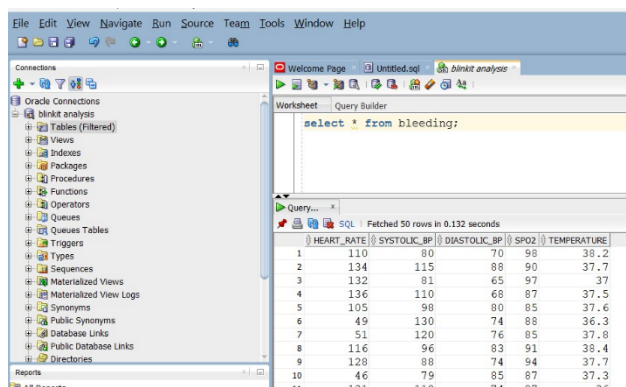 File Edit View Navigate Run Source Team Tools Window Help
Connections
Oracle Connections
blinkit analysis
Tables (Filtered)
Views
Indexes
Packages
Procedures
Functions
Operators
Queues
Queues Tables
Triggers
Types
Sequences
Materialized Views
Materialized View Logs
Synonyms
Public Synonyms
Database Links
Public Database Links
Directories
Reports
Welcome Page Untitled.sql blinkit analysis
Worksheet Query Builder
select * from bleeding;
Query...
SQL | Fetched 50 rows in 0.132 seconds
HEART_RATE SYSTOLIC_BP DIASTOLIC_BP SPO2 TEMPERATURE
1 110 80 70 98 38.2
2 134 115 88 90 37.7
3 132 81 65 97 37
4 136 110 68 87 37.5
5 105 98 80 85 37.6
6 49 130 74 88 36.3
7 51 120 76 85 37.8
8 116 96 83 91 38.4
9 128 88 74 94 37.7
10 46 79 85 87 37.3